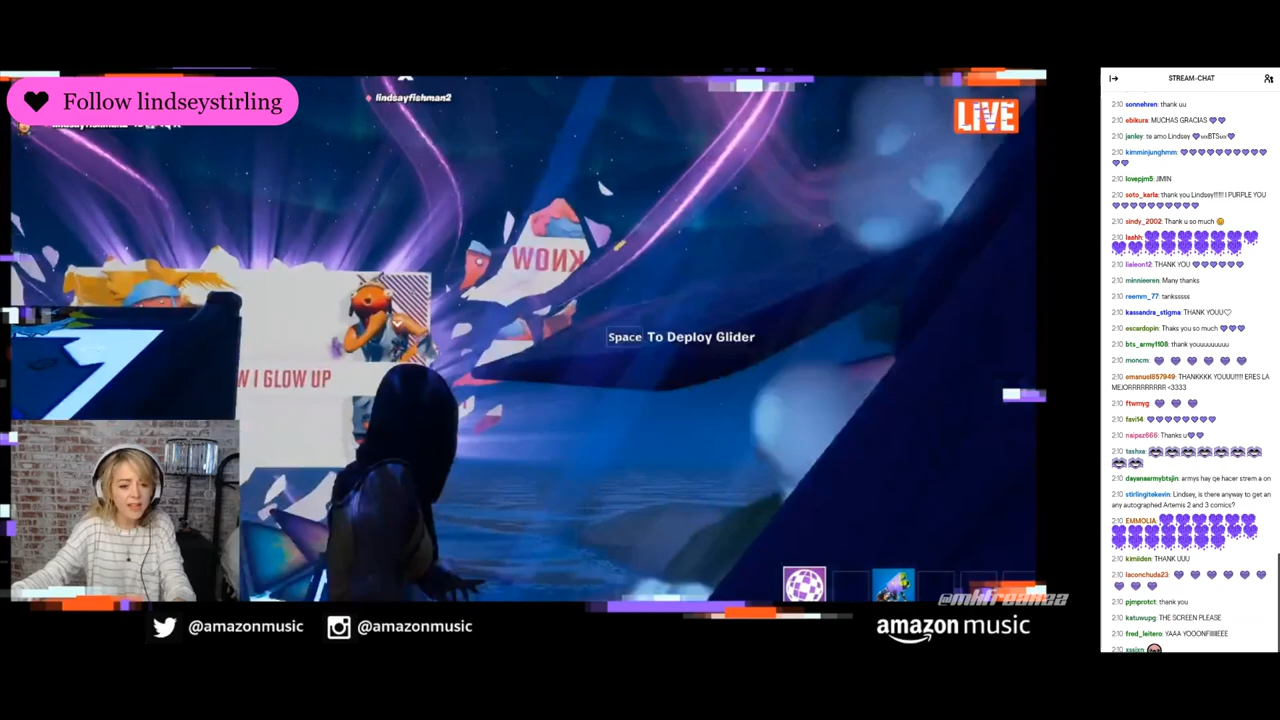 Follow lindseystirling
lindsayfishman2
LIVE
KNOW
W I GLOW UP
Space To Deploy Glider
@mkfreak22
@amazonmusic
@amazonmusic
amazon music
STREAM-CHAT
2:10 sonnehren: thank uu
2:10 ebikura: MUCHAS GRACIAS 💜💜
2:10 janley: te amo Lindsey 💜BTS💜
2:10 kimminjunghmm: 💜💜💜💜💜💜💜💜💜💜
💜💜
2:10 lovepjm5: JIMIN
2:10 soto_karla: thank you Lindsey!!!!!! I PURPLE YOU
💜💜💜💜💜💜💜💜💜💜
2:10 sindy_2002: Thank u so much
2:10 laahh:
2:10 lialeon12: THANK YOU 💜💜💜💜💜💜
2:10 minnieeren: Many thanks
2:10 reemm_77: tanksssss
2:10 kassandra_stigma: THANK YOUU♡
2:10 escardopin: Thaks you so much 💜💜💜
2:10 bts_army1108: thank youuuuuuuuu
2:10 moncm: 💜 💜 💜 💜 💜 💜
2:10 emanuel857949: THANKKKK YOUUU!!!!! ERES LA
MEJORRRRRRRRR <3333
2:10 ftwmyg: 💜 💜 💜
2:10 favi14: 💜💜💜💜💜💜💜💜
2:10 naipaz666: Thanks u💜💜
2:10 tashxa:
2:10 dayanaarmybtsjin: armys hay qe hacer strem a on
2:10 stirlingitekevin: Lindsey, is there anyway to get an
any autographed Artemis 2 and 3 comics?
2:10 EMMOLIA:
2:10 kimiiden: THANK UUU
2:10 laconchuda23: 💜 💜 💜 💜 💜 💜
💜 💜 💜
2:10 pjmprotct: thank you
2:10 katuwupg: THE SCREEN PLEASE
2:10 fred_leitero: YAAA YOOONFIIIIEEE